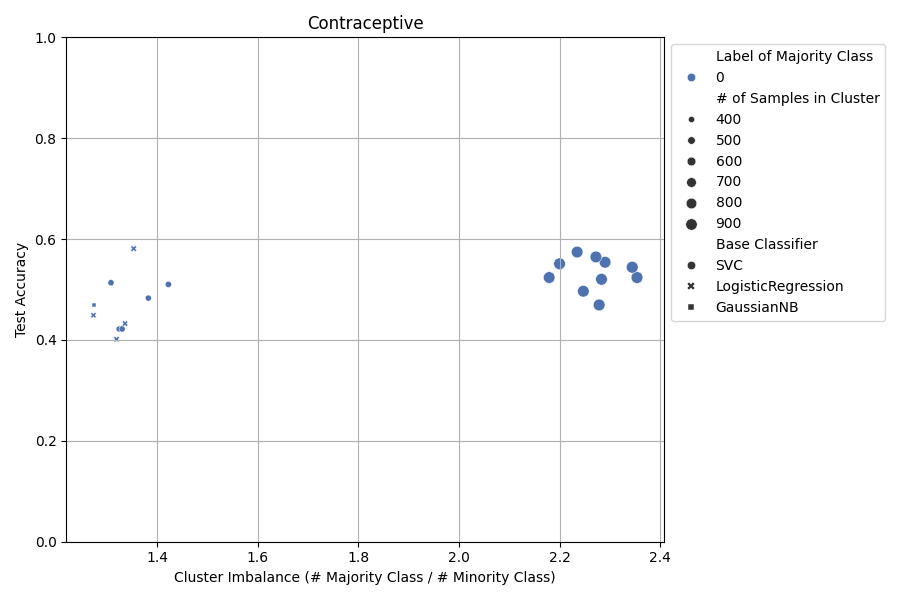 Contraceptive
Test Accuracy
1.0
0.8
0.6
0.4
0.2
0.0
1.4
1.6
1.8
2.0
2.2
2.4
Cluster Imbalance (# Majority Class / # Minority Class)
Label of Majority Class
0
# of Samples in Cluster
400
500
600
700
800
900
Base Classifier
SVC
LogisticRegression
GaussianNB